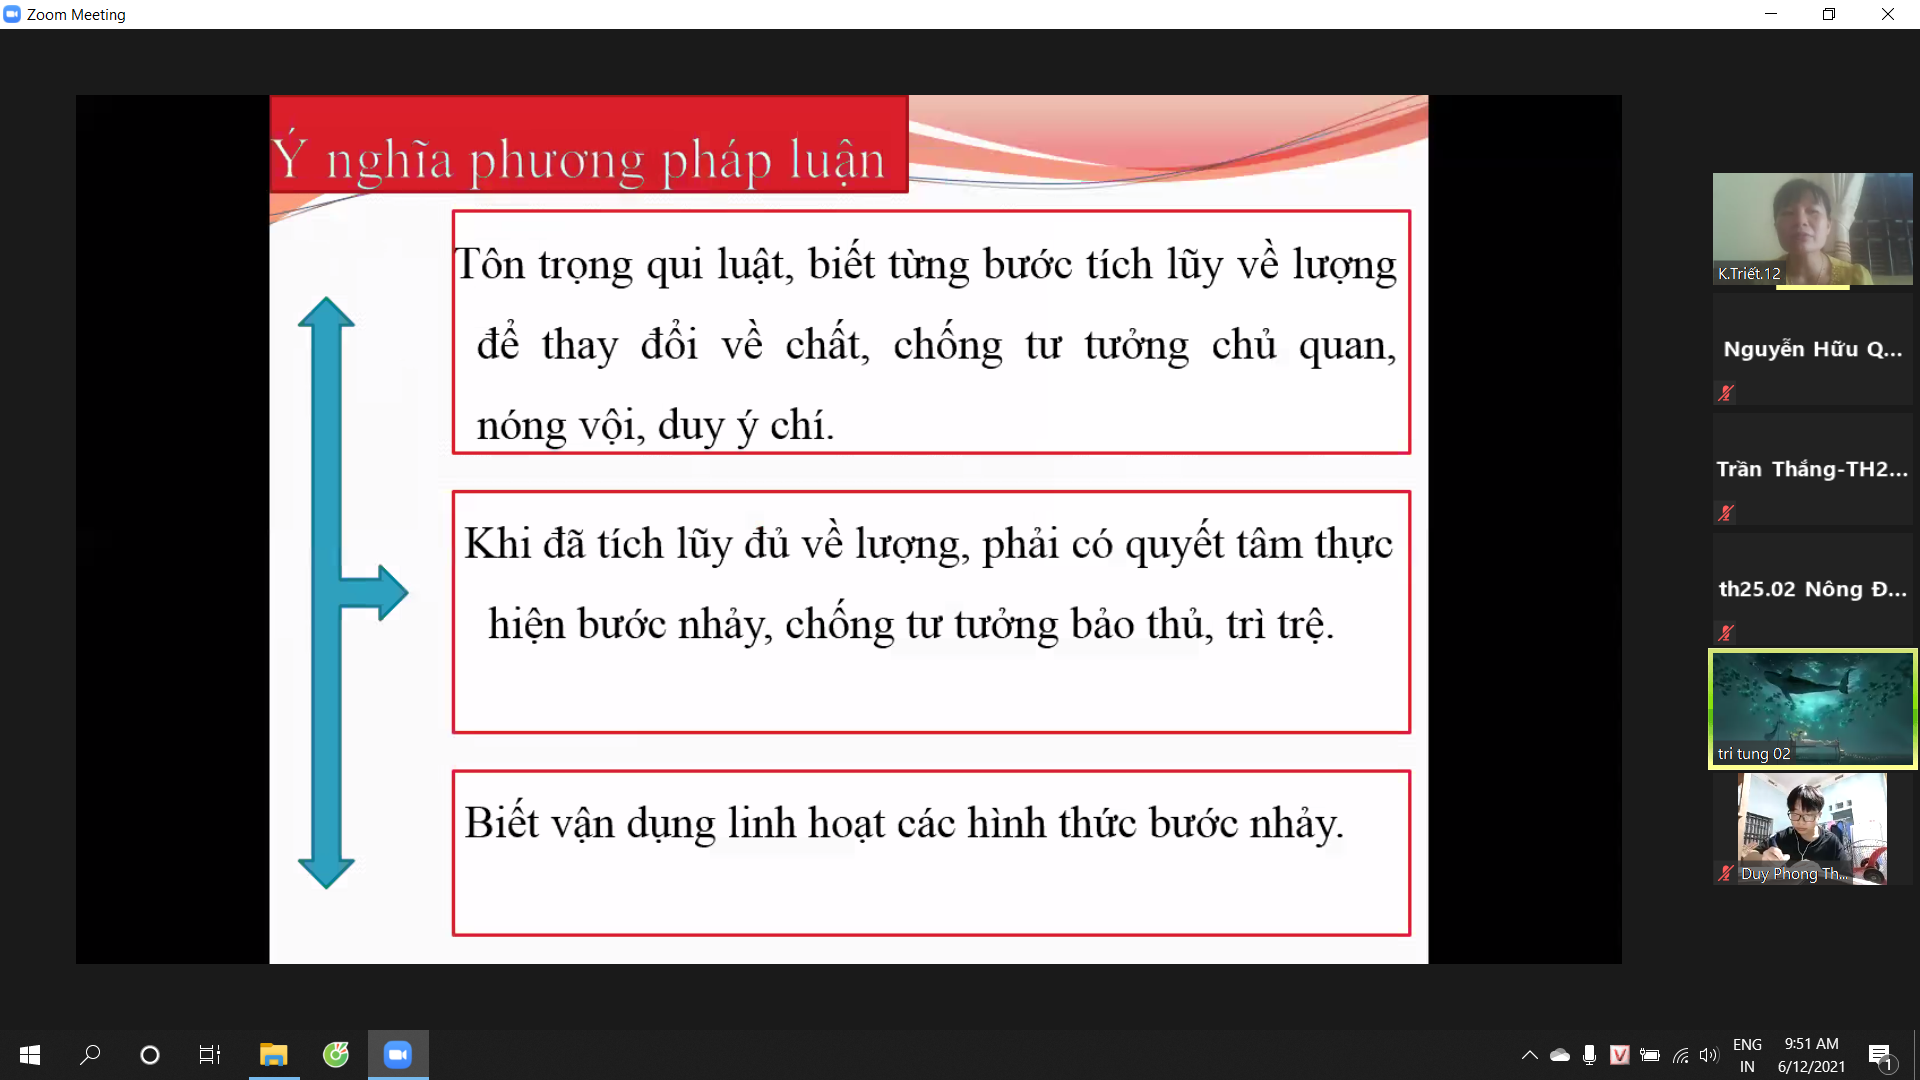 Zoom Meeting
Ý nghĩa phương pháp luận
Tôn trọng qui luật, biết từng bước tích lũy về lượng
để thay đổi về chất, chống tư tưởng chủ quan,
nóng vội, duy ý chí.
Khi đã tích lũy đủ về lượng, phải có quyết tâm thực
hiện bước nhảy, chống tư tưởng bảo thủ, trì trệ.
Biết vận dụng linh hoạt các hình thức bước nhảy.
K.Triết.12
Nguyễn Hữu Q...
Trần Thắng-TH2...
th25.02 Nông Đ...
tri tung 02
Duy Phong Th...
ENG
IN
9:51 AM
6/12/2021
1